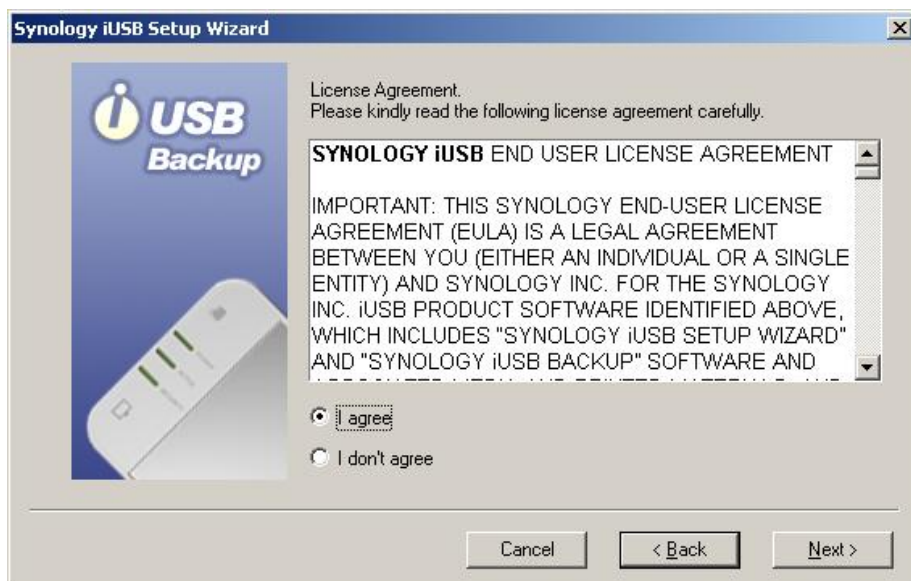 Synology iUSB Setup Wizard
i USB
Backup
License Agreement.
Please kindly read the following license agreement carefully.
SYNOLOGY iUSB END USER LICENSE AGREEMENT
IMPORTANT: THIS SYNOLOGY END-USER LICENSE
AGREEMENT (EULA) IS A LEGAL AGREEMENT
BETWEEN YOU (EITHER AN INDIVIDUAL OR A SINGLE
ENTITY) AND SYNOLOGY INC. FOR THE SYNOLOGY
INC. iUSB PRODUCT SOFTWARE IDENTIFIED ABOVE,
WHICH INCLUDES "SYNOLOGY iUSB SETUP WIZARD"
AND "SYNOLOGY iUSB BACKUP" SOFTWARE AND
I agree
I don't agree
Cancel
< Back
Next >